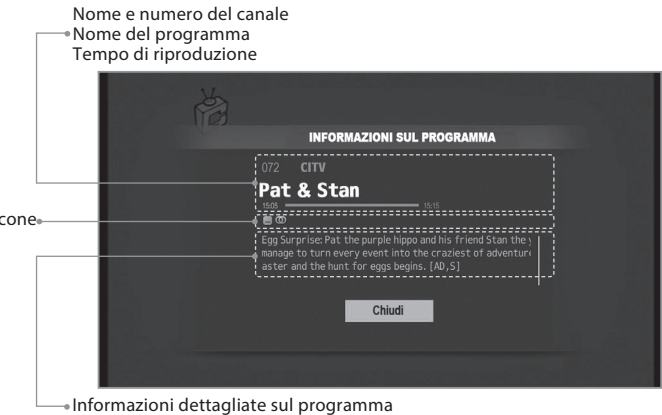 Nome e numero del canale
Nome del programma
Tempo di riproduzione
INFORMAZIONI SUL PROGRAMMA
072 CITV
Pat & Stan
15:05 15:15
cone
Egg Surprise: Pat the purple hippo and his friend Stan the
manage to turn every event into the craziest of adventure
aster and the hunt for eggs begins. [AD,S]
Chiudi
Informazioni dettagliate sul programma